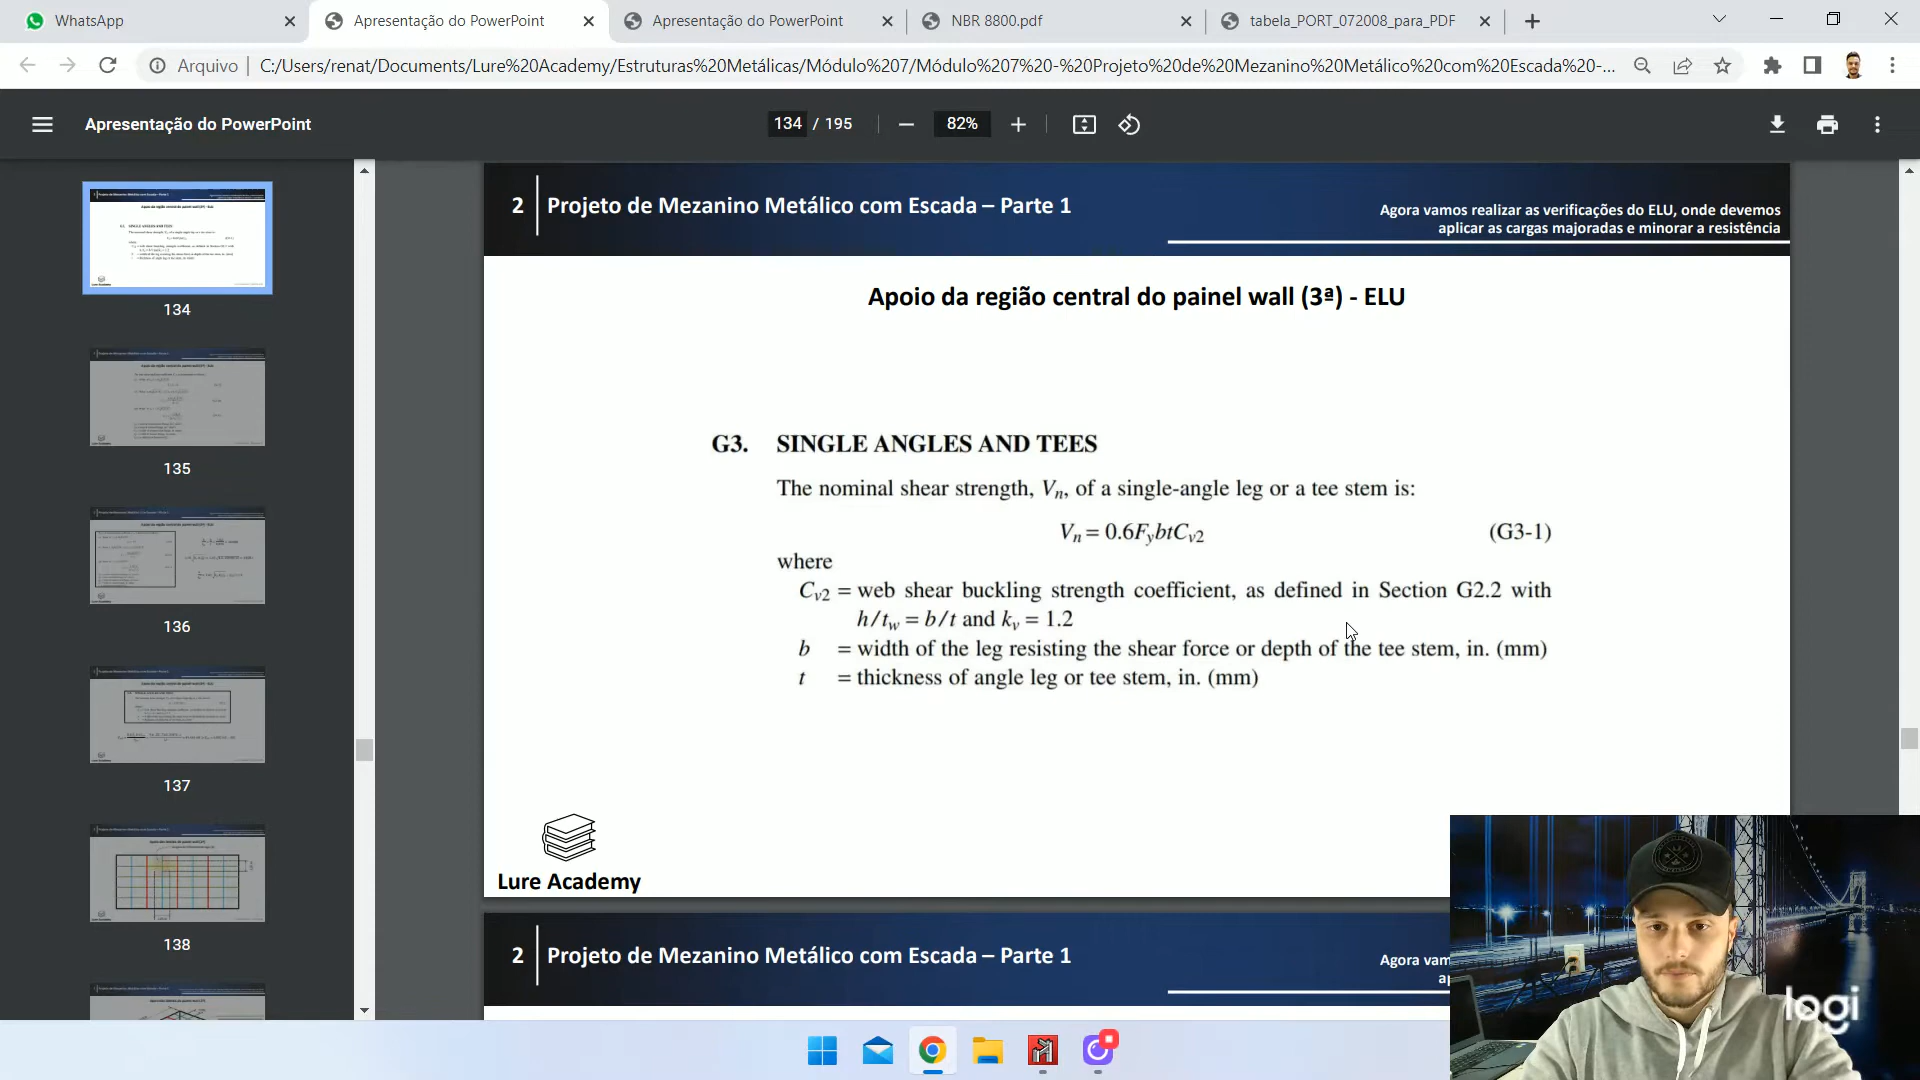 WhatsApp
Apresentação do PowerPoint
Apresentação do PowerPoint
NBR 8800.pdf
tabela_PORT_072008_para_PDF
Arquivo
C:/Users/renat/Documents/Lure%20Academy/Estruturas%20Metálicas/Módulo%207/Módulo%207%20-%20Projeto%20de%20Mezanino%20Metálico%20com%20Escada%20-...
Apresentação do PowerPoint
134 / 195
82%
2 Projeto de Mezanino Metálico com Escada – Parte 1
Agora vamos realizar as verificações do ELU, onde devemos
aplicar as cargas majoradas e minorar a resistência
Apoio da região central do painel wall (3ª) - ELU
G3. SINGLE ANGLES AND TEES
The nominal shear strength, Vn, of a single-angle leg or a tee stem is:
Vn = 0.6FybtCv2 (G3-1)
where
Cv2 = web shear buckling strength coefficient, as defined in Section G2.2 with
h/tw = b/t and kv = 1.2
b = width of the leg resisting the shear force or depth of the tee stem, in. (mm)
t = thickness of angle leg or tee stem, in. (mm)
Lure Academy
2 Projeto de Mezanino Metálico com Escada – Parte 1
Agora vam
134
135
136
137
138
logi